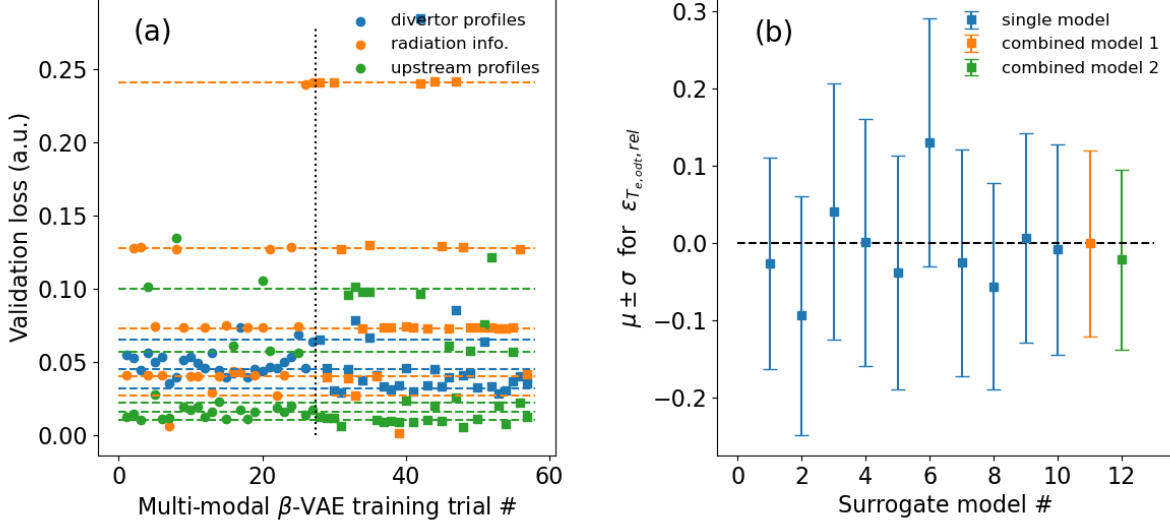 (a)
divertor profiles
radiation info.
upstream profiles
Validation loss (a.u.)
0.25
0.20
0.15
0.10
0.05
0.00
0
20
40
60
Multi-modal β-VAE training trial #
(b)
single model
combined model 1
combined model 2
μ ± σ for ε_{T_{e,odt},rel}
0.3
0.2
0.1
0.0
−0.1
−0.2
0
2
4
6
8
10
12
Surrogate model #